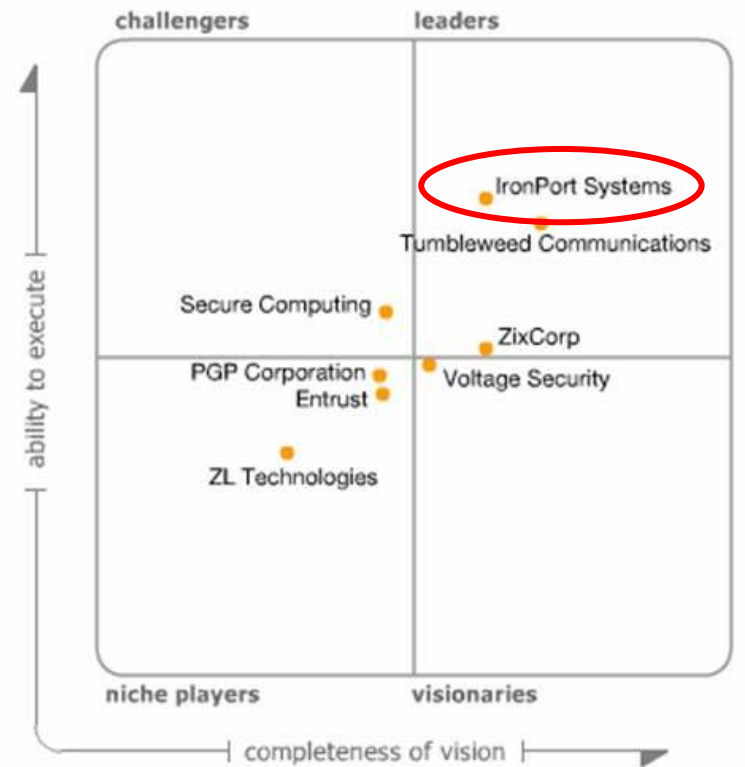 challengers
leaders
IronPort Systems
Tumbleweed Communications
Secure Computing
ZixCorp
PGP Corporation
Voltage Security
Entrust
ZL Technologies
ability to execute
niche players
visionaries
completeness of vision